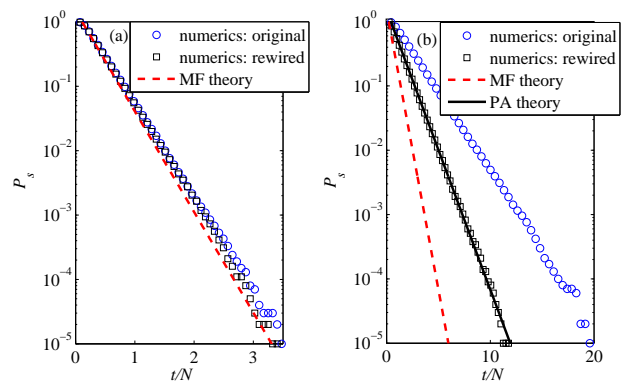 (a)
numerics: original
numerics: rewired
MF theory
10^0
10^-1
10^-2
10^-3
10^-4
10^-5
P_s
0 1 2 3
t/N
(b)
numerics: original
numerics: rewired
MF theory
PA theory
10^0
10^-1
10^-2
10^-3
10^-4
10^-5
P_s
0 10 20
t/N